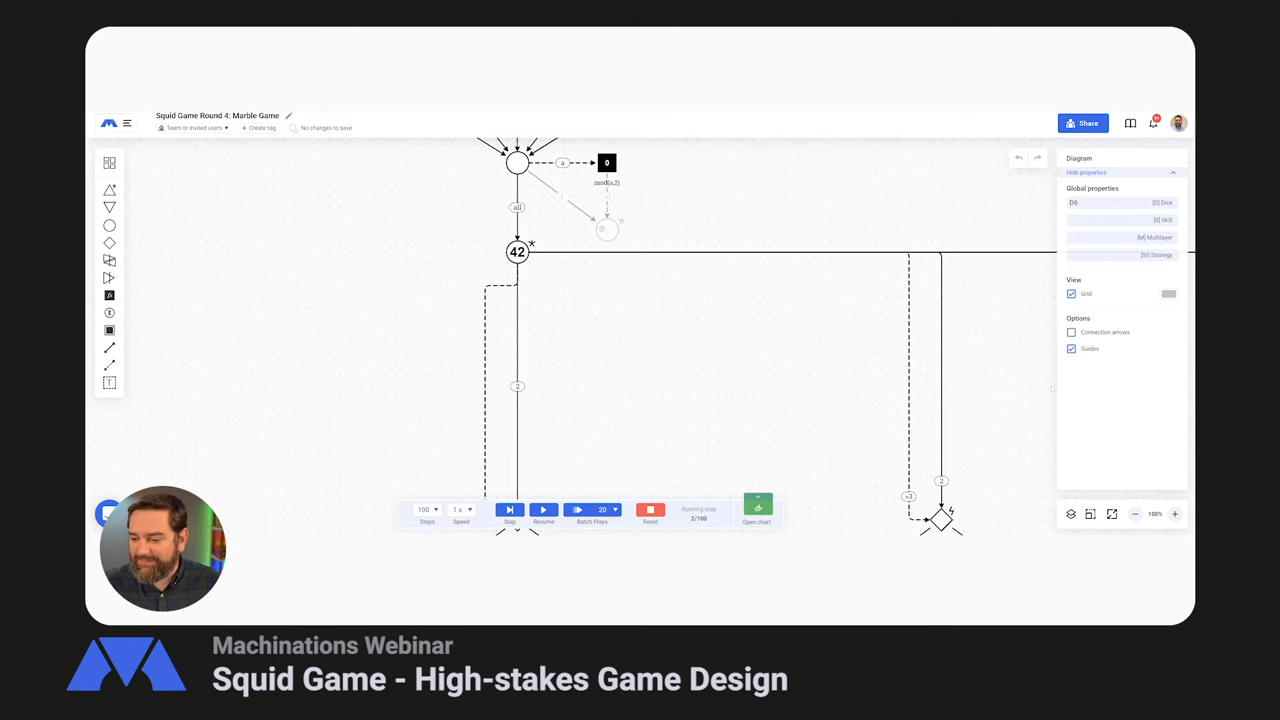 Squid Game Round 4: Marble Game
Team or Invited users
+ Create tag
No changes to save
Share
9+
a
0
mod(a,2)
all
42
*
2
>3
2
Diagram
Hide properties
Global properties
D6
[D] Dice
[S] Skill
[M] Multilayer
[St] Strategy
View
Grid
Options
Connection arrows
Guides
100
Steps
1 s
Speed
Step
Resume
20
Batch Plays
Reset
Running step
2/100
Open chart
100%
Machinations Webinar
Squid Game - High-stakes Game Design